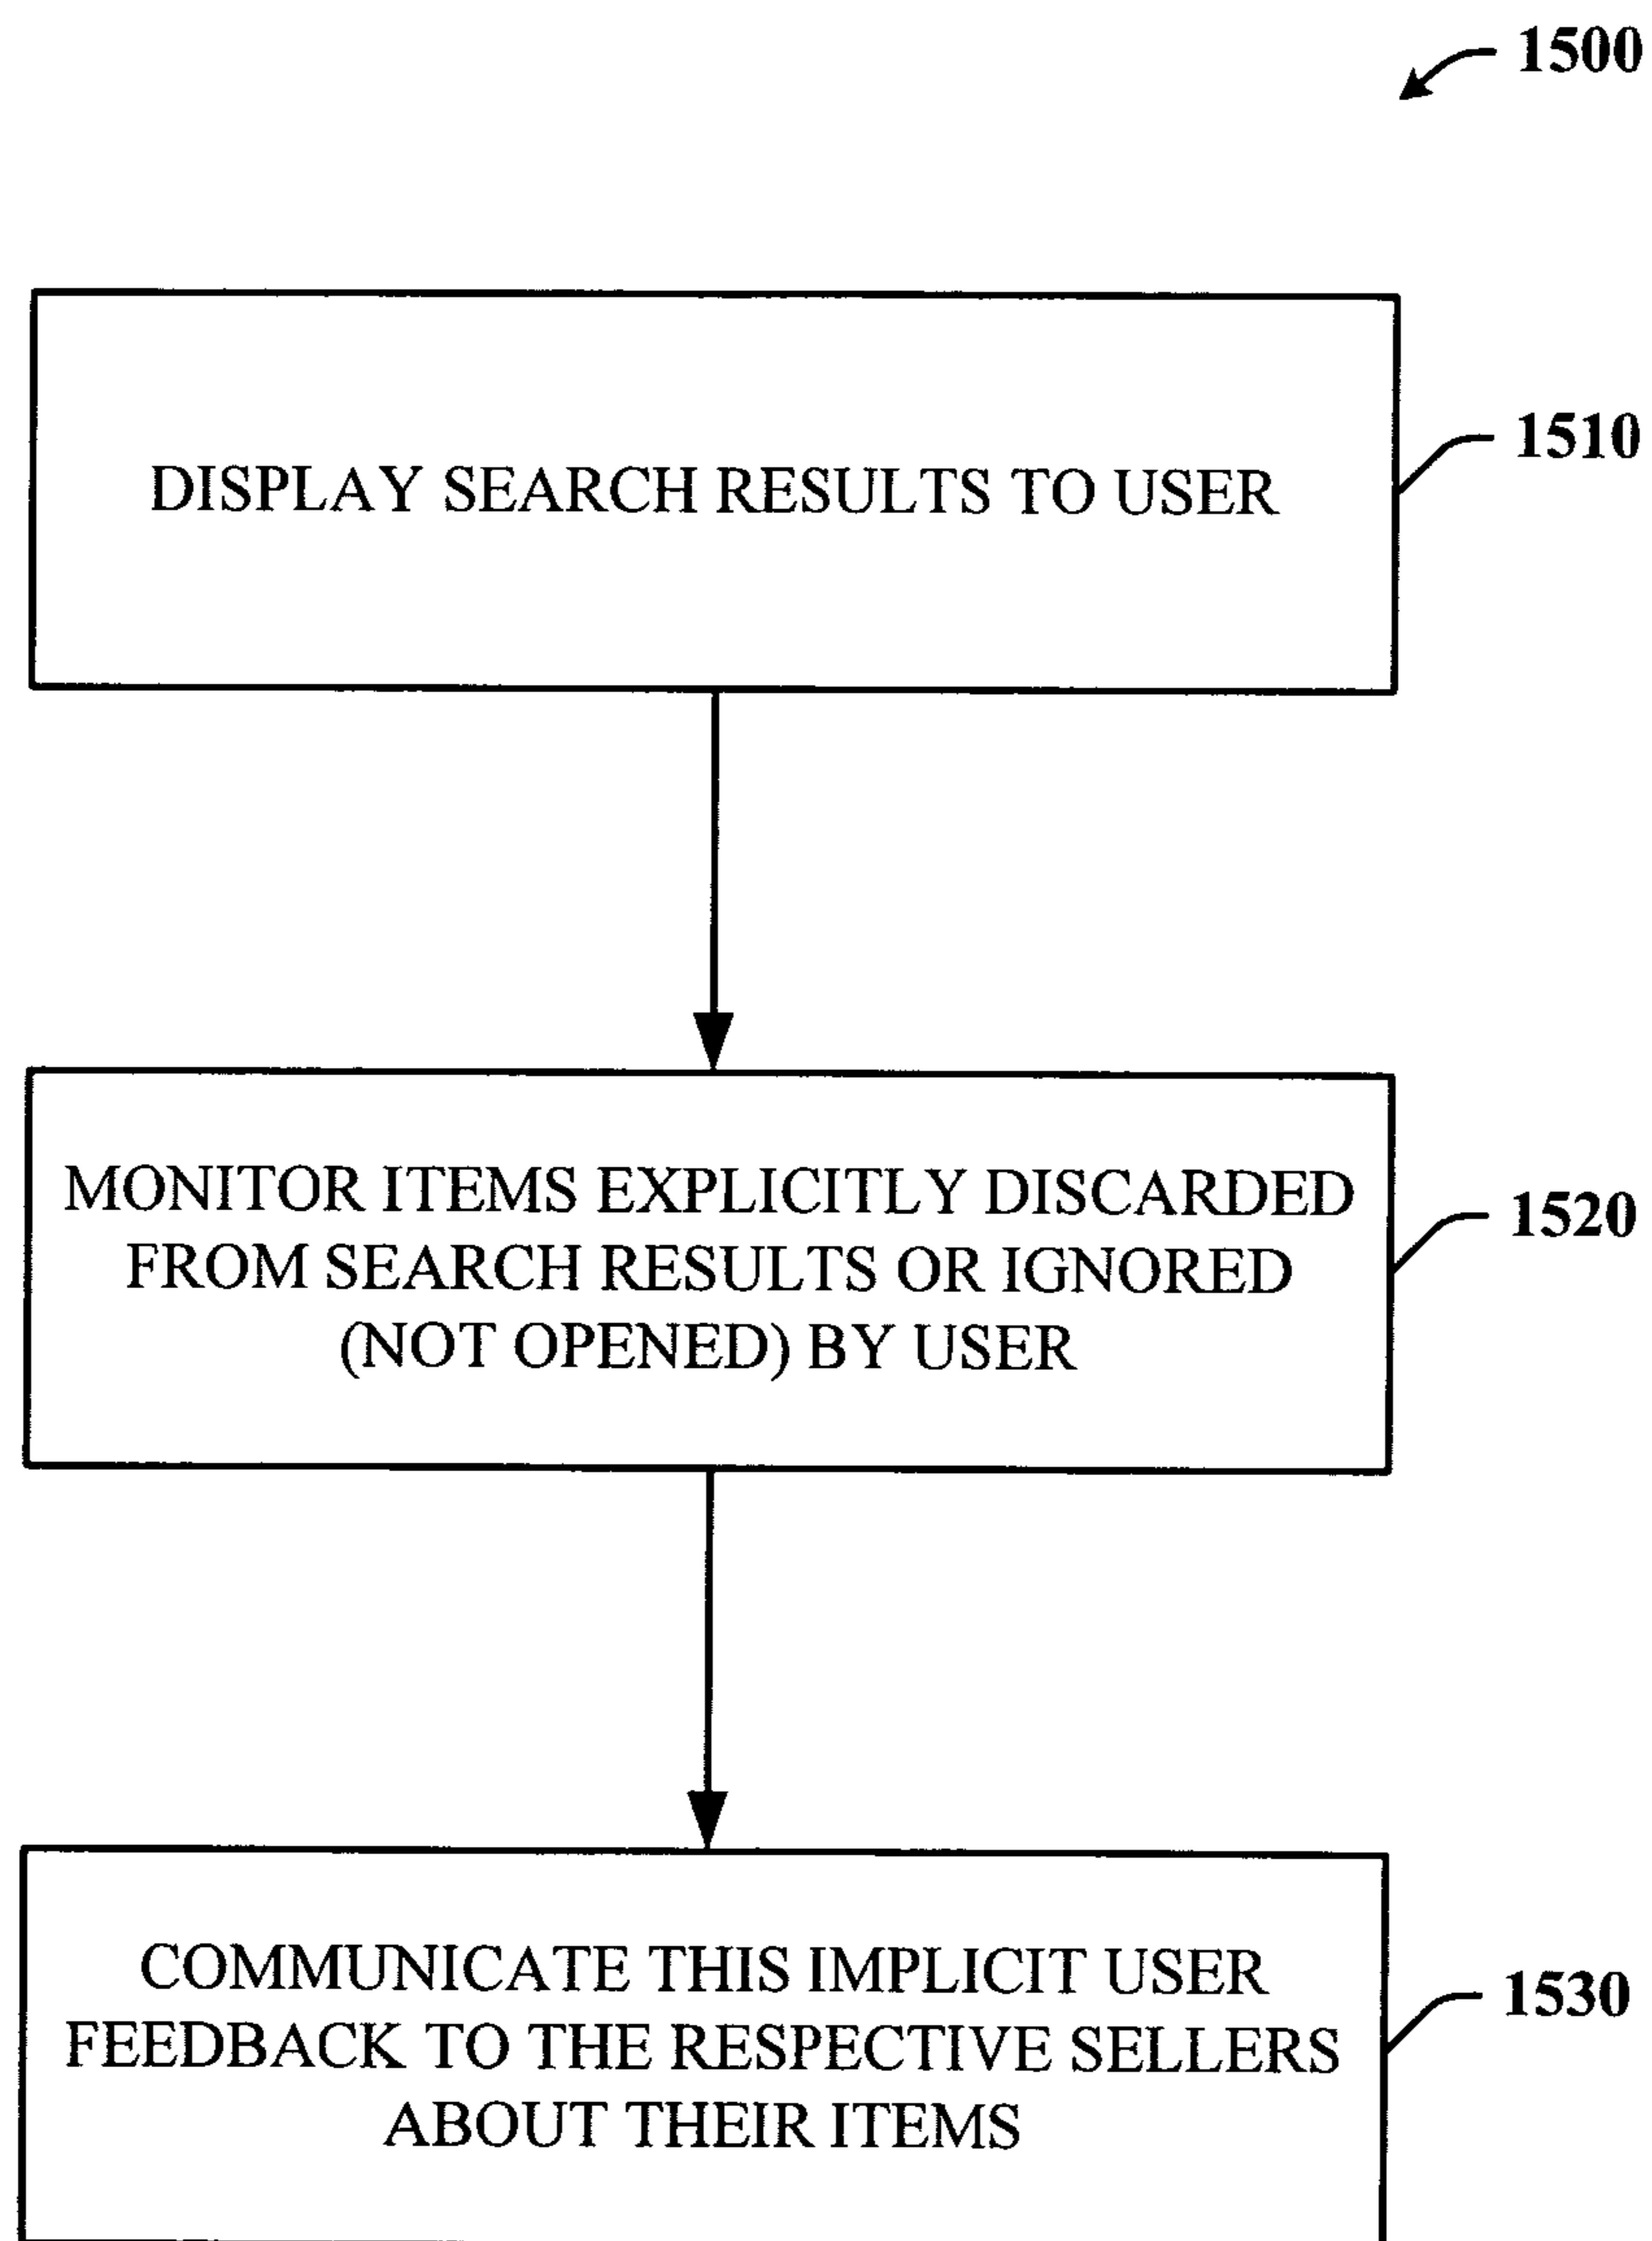 1500
DISPLAY SEARCH RESULTS TO USER
1510
MONITOR ITEMS EXPLICITLY DISCARDED
FROM SEARCH RESULTS OR IGNORED
(NOT OPENED) BY USER
1520
COMMUNICATE THIS IMPLICIT USER
FEEDBACK TO THE RESPECTIVE SELLERS
ABOUT THEIR ITEMS
1530